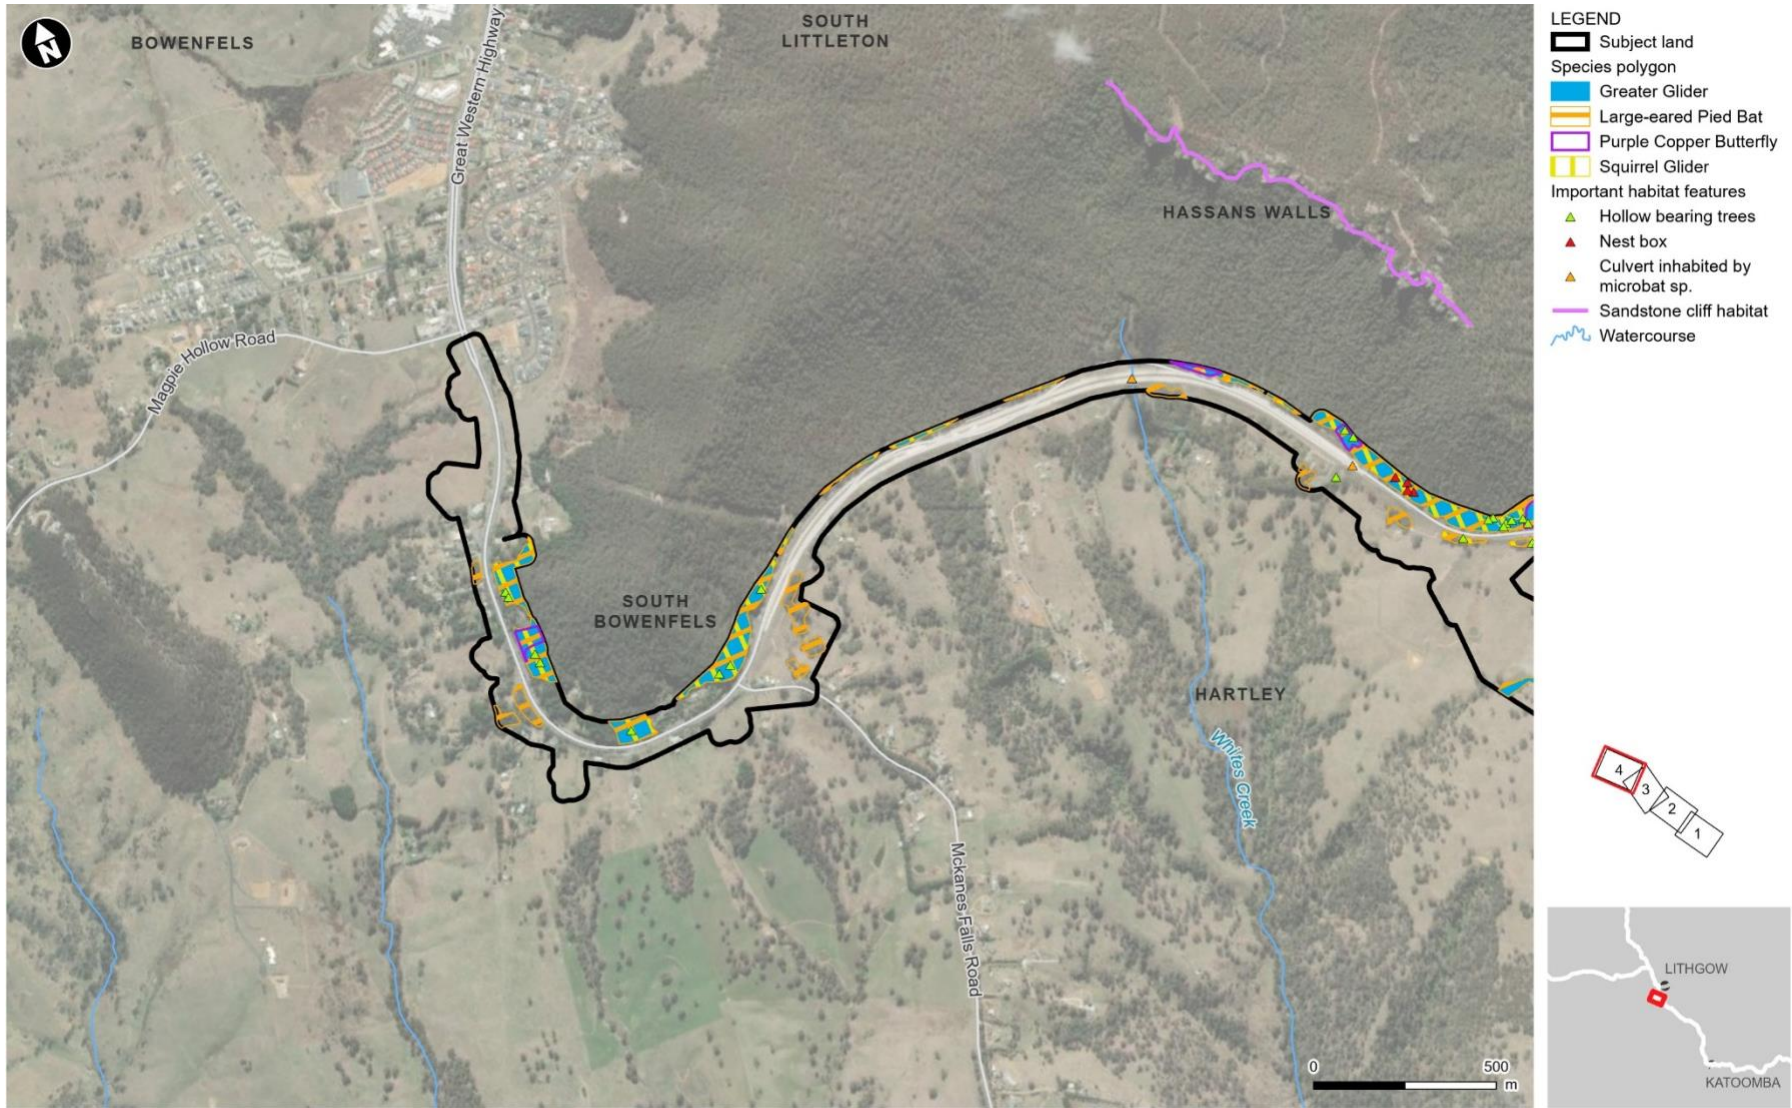 N
BOWENFELS
Great Western Highway
SOUTH
LITTLETON
HASSANS WALLS
Magpie Hollow Road
SOUTH
BOWENFELS
HARTLEY
Whites Creek
Mckanes Falls Road
0 500
m
LEGEND
Subject land
Species polygon
Greater Glider
Large-eared Pied Bat
Purple Copper Butterfly
Squirrel Glider
Important habitat features
Hollow bearing trees
Nest box
Culvert inhabited by
microbat sp.
Sandstone cliff habitat
Watercourse
4
3
2
1
LITHGOW
KATOOMBA